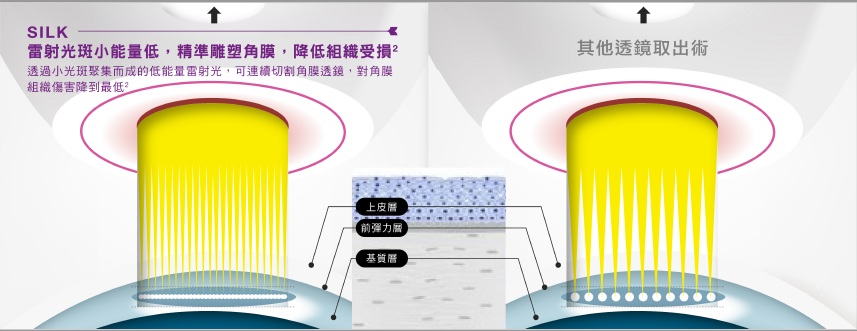 SILK
雷射光斑小能量低，精準雕塑角膜，降低組織受損²
透過小光斑聚集而成的低能量雷射光，可連續切割角膜透鏡，對角膜
組織傷害降到最低²
其他透鏡取出術
上皮層
前彈力層
基質層